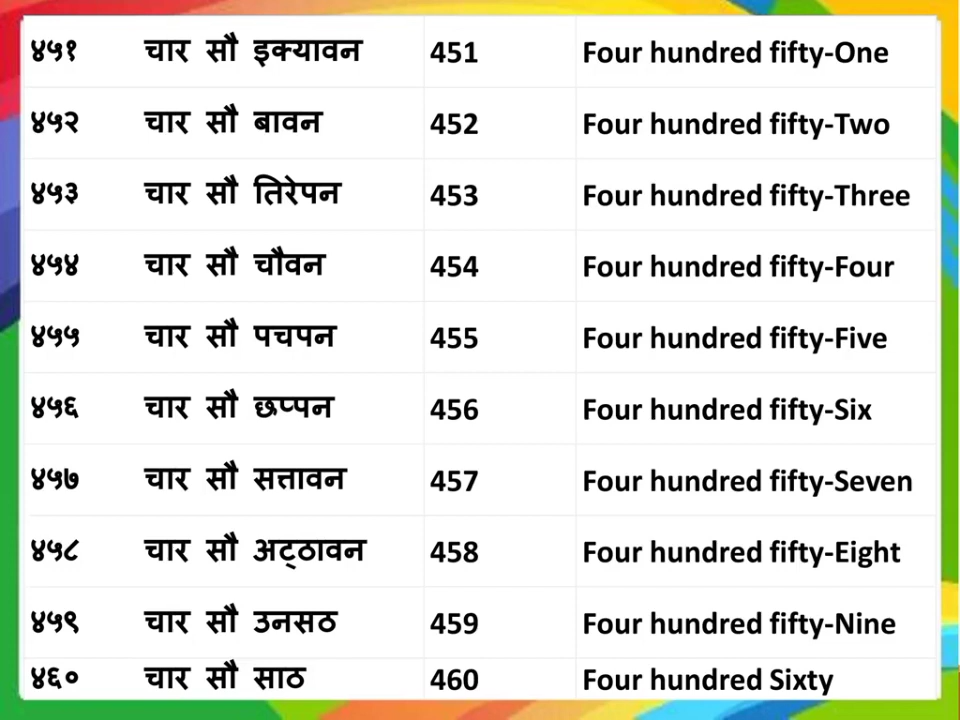 ४५१ चार सौ इक्यावन 451 Four hundred fifty-One
४५२ चार सौ बावन 452 Four hundred fifty-Two
४५३ चार सौ तिरेपन 453 Four hundred fifty-Three
४५४ चार सौ चौवन 454 Four hundred fifty-Four
४५५ चार सौ पचपन 455 Four hundred fifty-Five
४५६ चार सौ छप्पन 456 Four hundred fifty-Six
४५७ चार सौ सत्तावन 457 Four hundred fifty-Seven
४५८ चार सौ अट्ठावन 458 Four hundred fifty-Eight
४५९ चार सौ उनसठ 459 Four hundred fifty-Nine
४६० चार सौ साठ 460 Four hundred Sixty